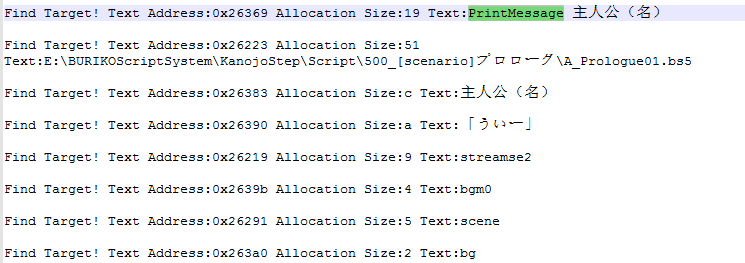 Find Target! Text Address:0x26369 Allocation Size:19 Text:PrintMessage 主人公（名）
Find Target! Text Address:0x26223 Allocation Size:51
Text:E:\BURIKOScriptSystem\KanojoStep\Script\500_[scenario]プロローグ\A_Prologue01.bs5
Find Target! Text Address:0x26383 Allocation Size:c Text:主人公（名）
Find Target! Text Address:0x26390 Allocation Size:a Text:「ういー」
Find Target! Text Address:0x26219 Allocation Size:9 Text:streamse2
Find Target! Text Address:0x2639b Allocation Size:4 Text:bgm0
Find Target! Text Address:0x26291 Allocation Size:5 Text:scene
Find Target! Text Address:0x263a0 Allocation Size:2 Text:bg